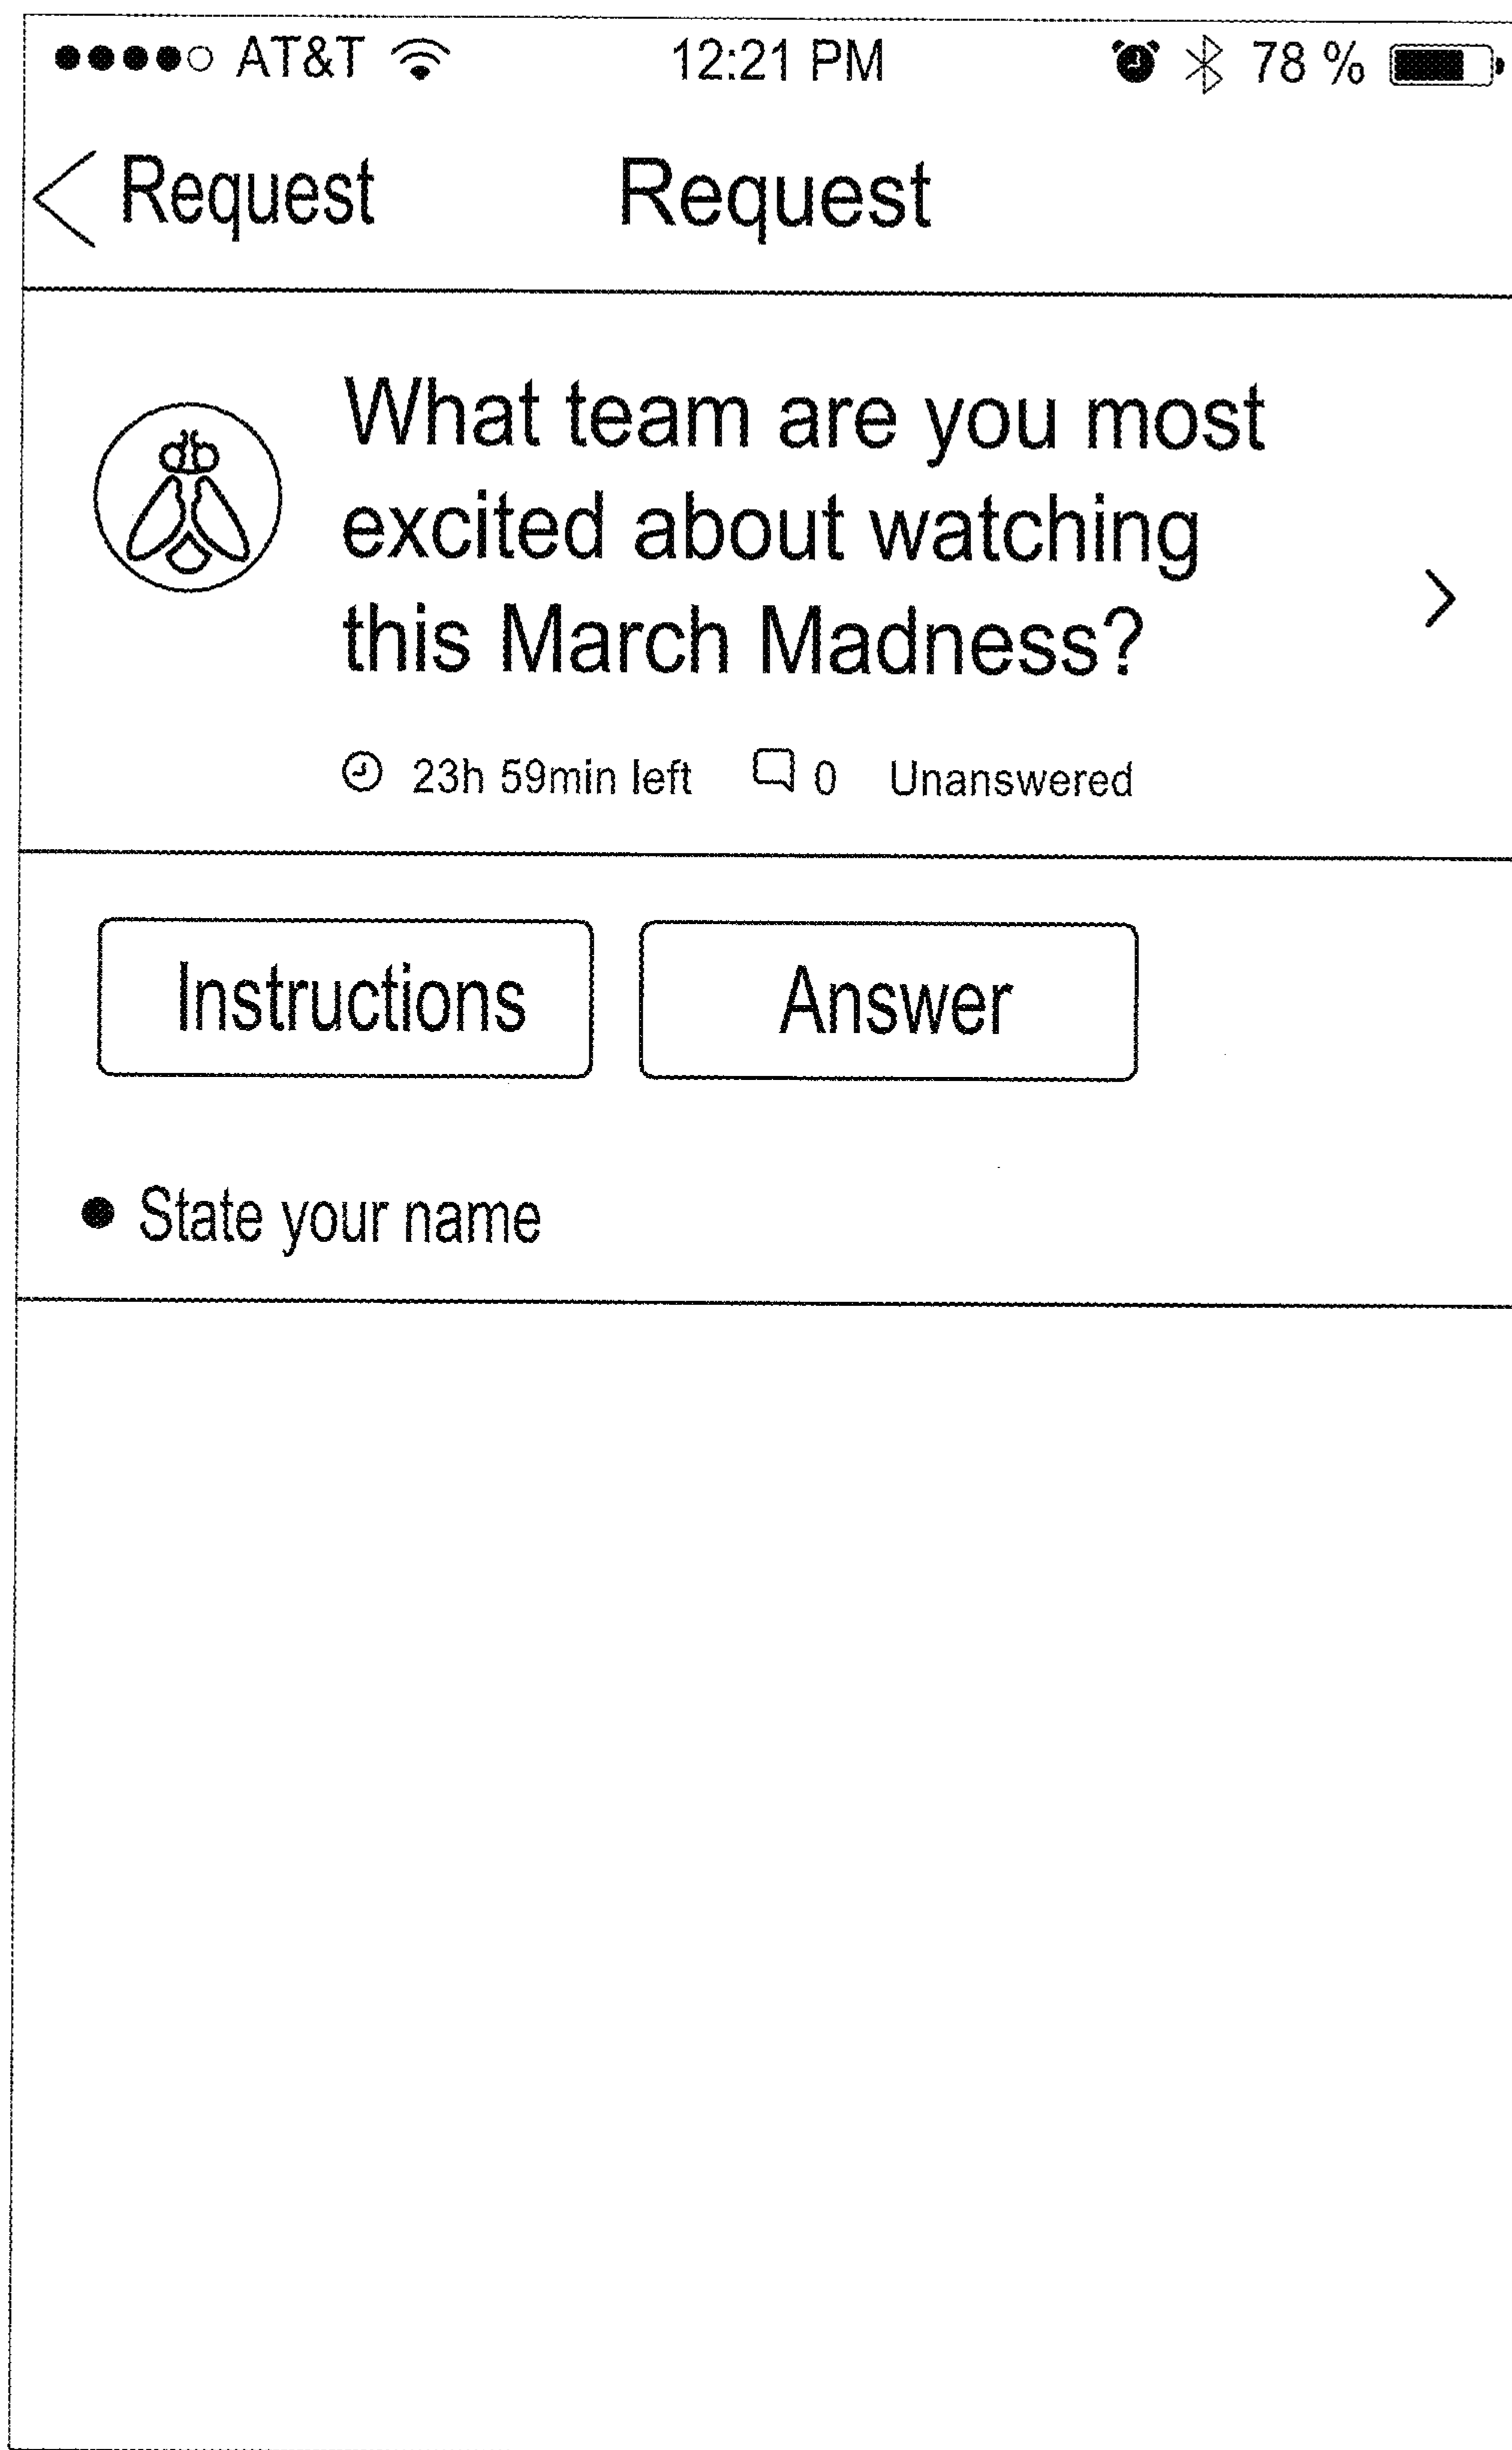 AT&T 12:21 PM 78 %
Request Request
What team are you most
excited about watching
this March Madness?
23h 59min left 0 Unanswered
Instructions Answer
• State your name